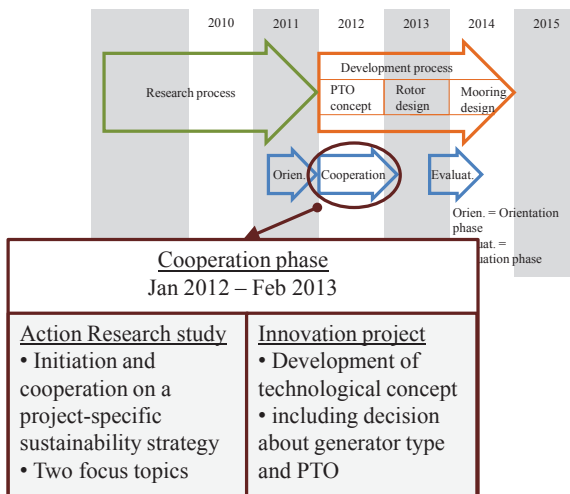 2010 2011 2012 2013 2014 2015
Research process
Development process
PTO
concept
Rotor
design
Mooring
design
Orien.
Cooperation
Evaluat.
Orien. = Orientation
phase
uat. =
uation phase
Cooperation phase
Jan 2012 – Feb 2013
Action Research study
• Initiation and
cooperation on a
project-specific
sustainability strategy
• Two focus topics
Innovation project
• Development of
technological concept
• including decision
about generator type
and PTO